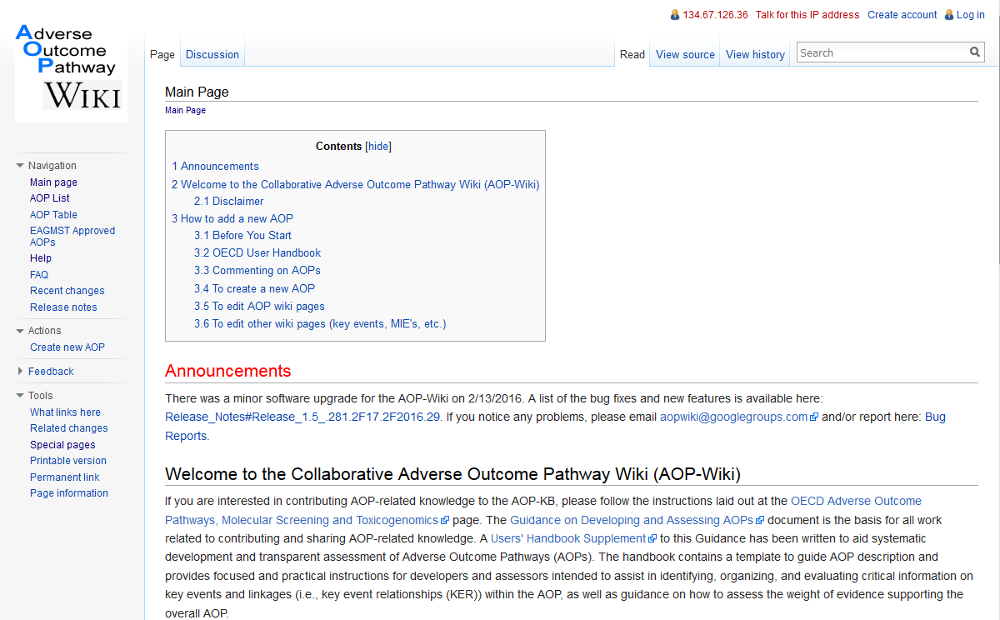 134.67.126.36 Talk for this IP address Create account Log in
Adverse
Outcome
Pathway
WIKI
Page Discussion Read View source View history Search
Main Page
Main Page
Contents [hide]
1 Announcements
2 Welcome to the Collaborative Adverse Outcome Pathway Wiki (AOP-Wiki)
2.1 Disclaimer
3 How to add a new AOP
3.1 Before You Start
3.2 OECD User Handbook
3.3 Commenting on AOPs
3.4 To create a new AOP
3.5 To edit AOP wiki pages
3.6 To edit other wiki pages (key events, MIE's, etc.)
Navigation
Main page
AOP List
AOP Table
EAGMST Approved
AOPs
Help
FAQ
Recent changes
Release notes
Actions
Create new AOP
Feedback
Tools
What links here
Related changes
Special pages
Printable version
Permanent link
Page information
Announcements
There was a minor software upgrade for the AOP-Wiki on 2/13/2016. A list of the bug fixes and new features is available here:
Release_Notes#Release_1.5_.281.2F17.2F2016.29. If you notice any problems, please email aopwiki@googlegroups.com and/or report here: Bug
Reports.
Welcome to the Collaborative Adverse Outcome Pathway Wiki (AOP-Wiki)
If you are interested in contributing AOP-related knowledge to the AOP-KB, please follow the instructions laid out at the OECD Adverse Outcome
Pathways, Molecular Screening and Toxicogenomics page. The Guidance on Developing and Assessing AOPs document is the basis for all work
related to contributing and sharing AOP-related knowledge. A Users' Handbook Supplement to this Guidance has been written to aid systematic
development and transparent assessment of Adverse Outcome Pathways (AOPs). The handbook contains a template to guide AOP description and
provides focused and practical instructions for developers and assessors intended to assist in identifying, organizing, and evaluating critical information on
key events and linkages (i.e., key event relationships (KER)) within the AOP, as well as guidance on how to assess the weight of evidence supporting the
overall AOP.